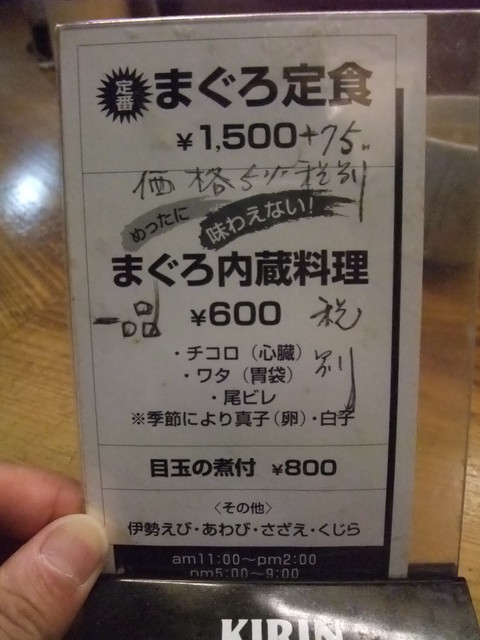 定番 まぐろ定食
¥1,500+75
価格 5% 税別
めったに 味わえない!
まぐろ内蔵料理
一品 ¥600 税別
・チコロ(心臓)
・ワタ(胃袋)
・尾ビレ
※季節により真子(卵)・白子
目玉の煮付 ¥800
〈その他〉
伊勢えび・あわび・さざえ・くじら
am11:00~pm2:00
pm5:00~9:00
KIRIN